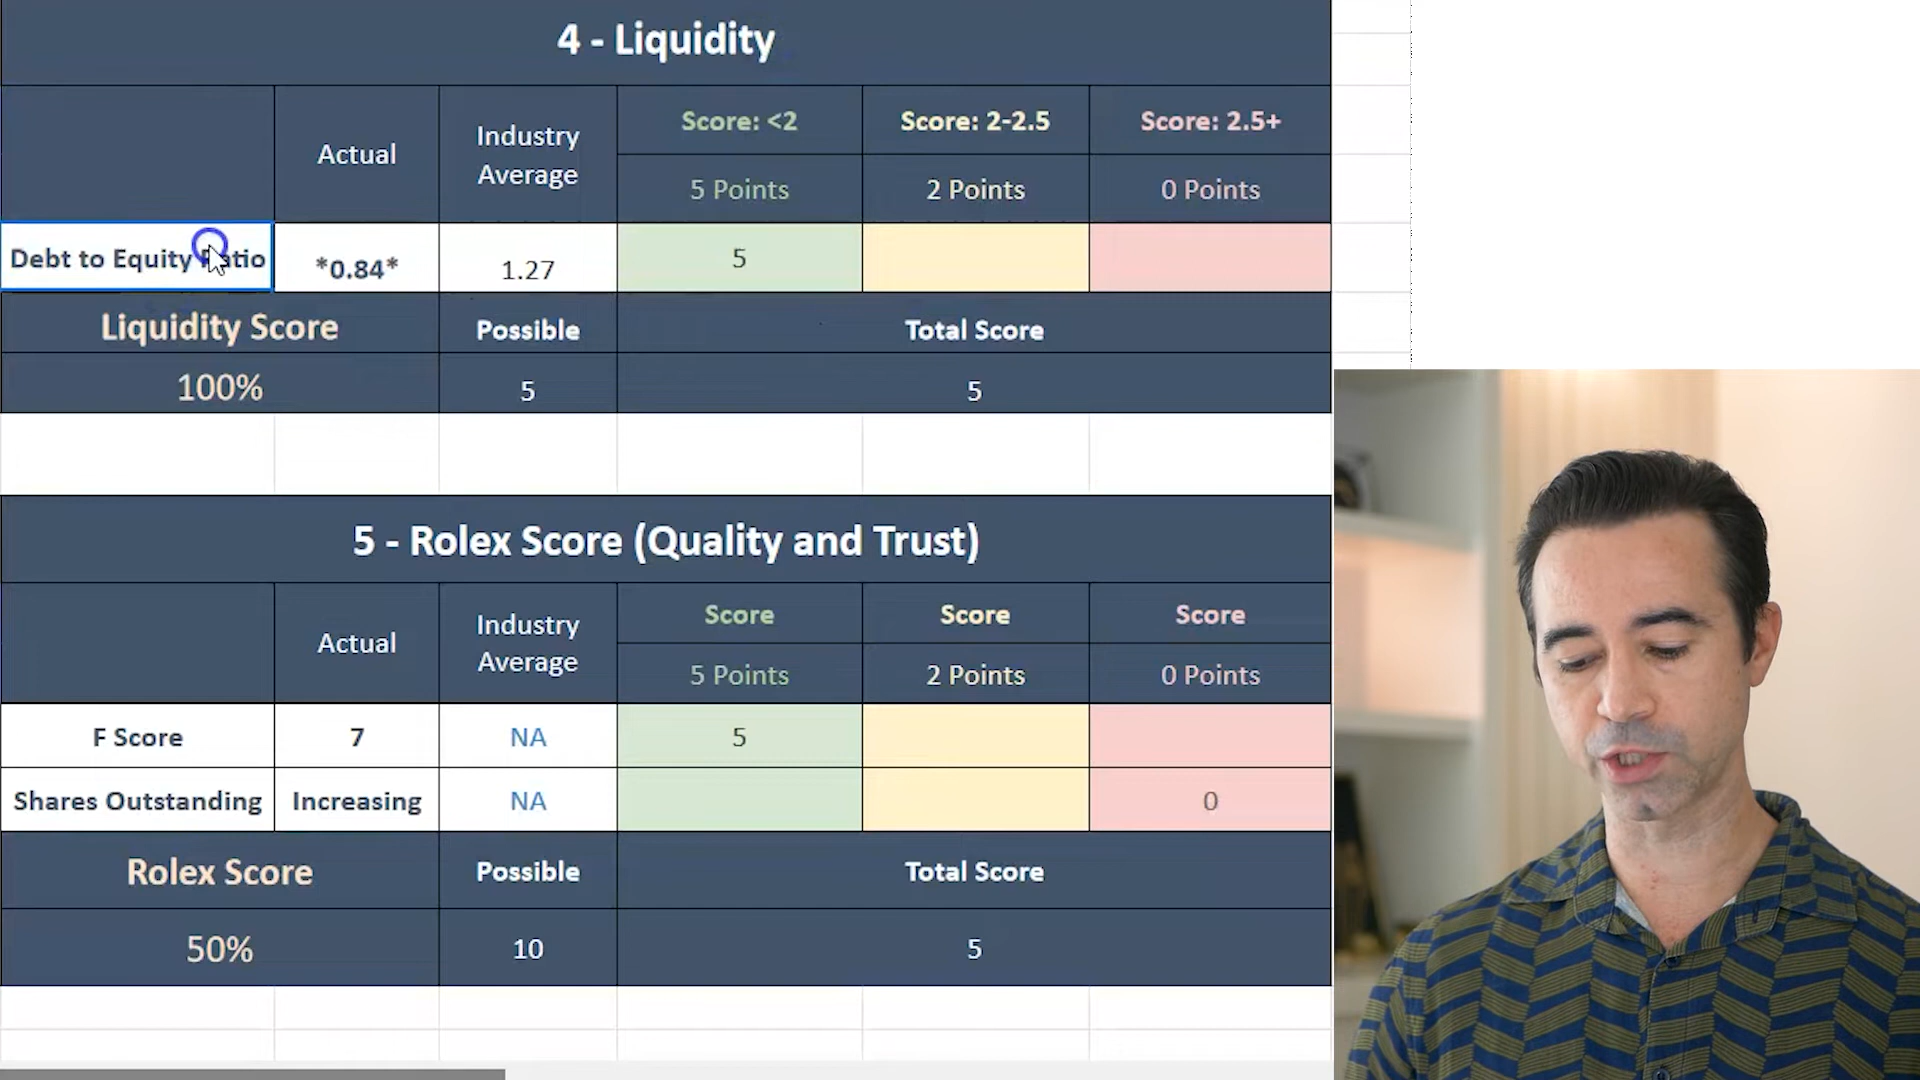 4 - Liquidity
Actual
Industry
Average
Score: <2
Score: 2-2.5
Score: 2.5+
5 Points
2 Points
0 Points
Debt to Equity Ratio
*0.84*
1.27
5
Liquidity Score
Possible
Total Score
100%
5
5
5 - Rolex Score (Quality and Trust)
Actual
Industry
Average
Score
Score
Score
5 Points
2 Points
0 Points
F Score
7
NA
5
Shares Outstanding
Increasing
NA
0
Rolex Score
Possible
Total Score
50%
10
5